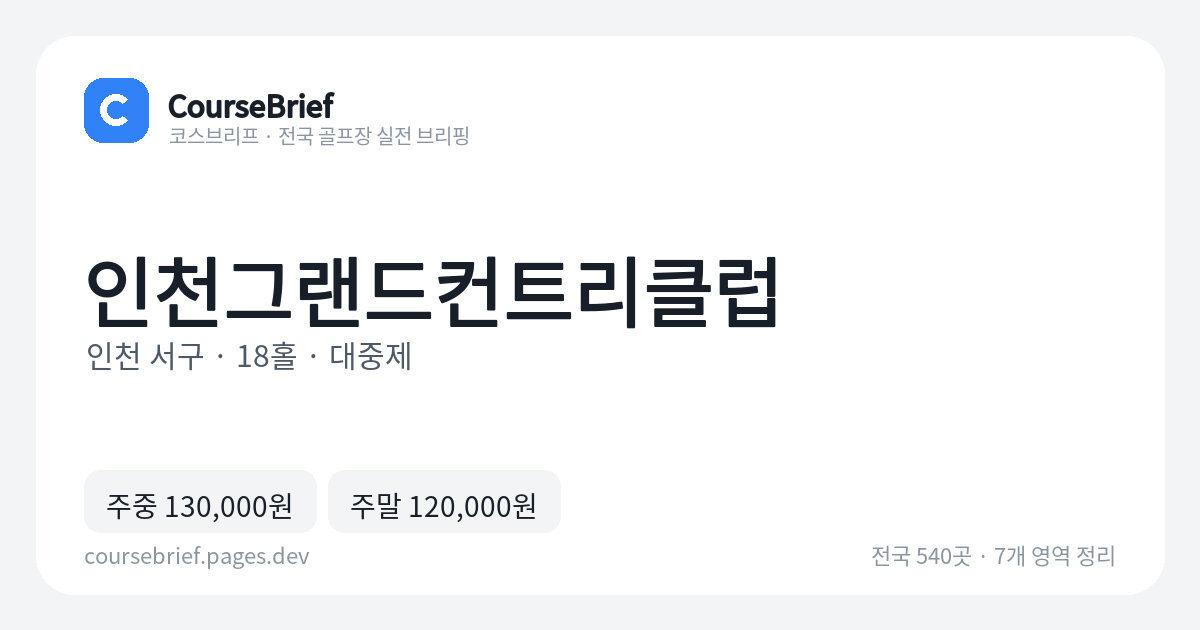 C
CourseBrief
코스브리프 · 전국 골프장 실전 브리핑
인천그랜드컨트리클럽
인천 서구 · 18홀 · 대중제
주중 130,000원
주말 120,000원
coursebrief.pages.dev
전국 540곳 · 7개 영역 정리